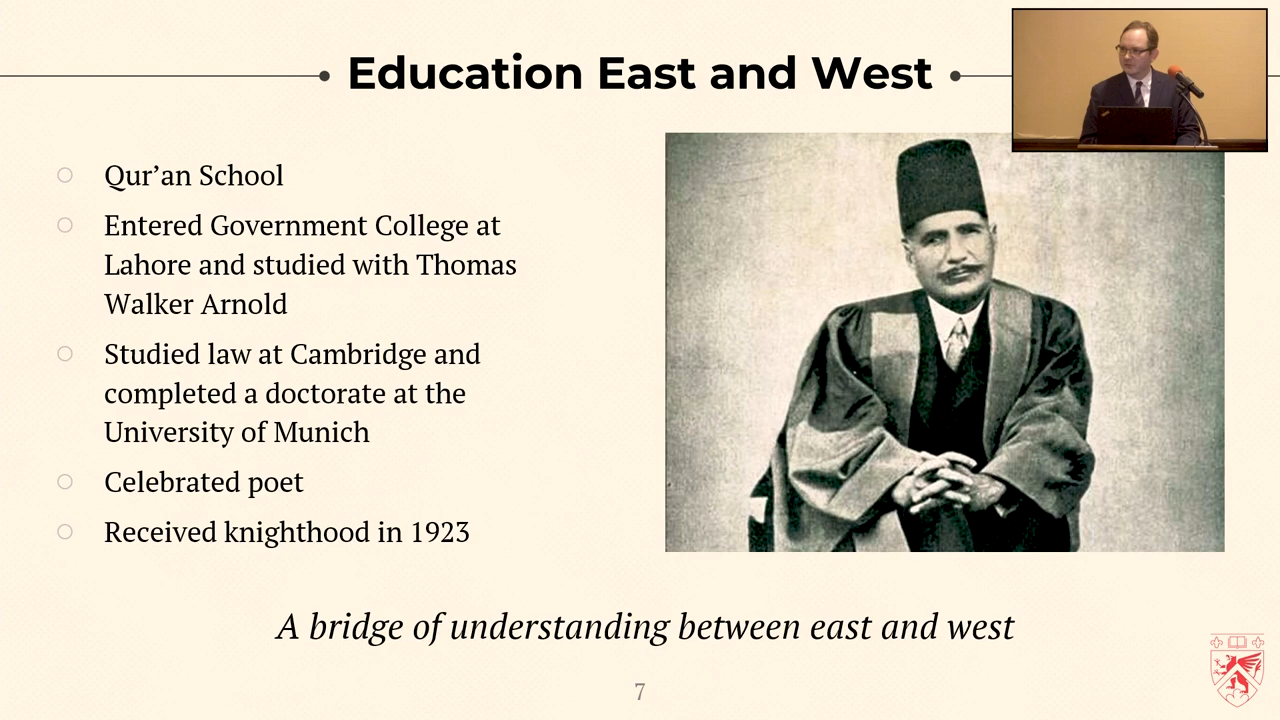 Education East and West
Qur’an School
Entered Government College at
Lahore and studied with Thomas
Walker Arnold
Studied law at Cambridge and
completed a doctorate at the
University of Munich
Celebrated poet
Received knighthood in 1923
A bridge of understanding between east and west
7